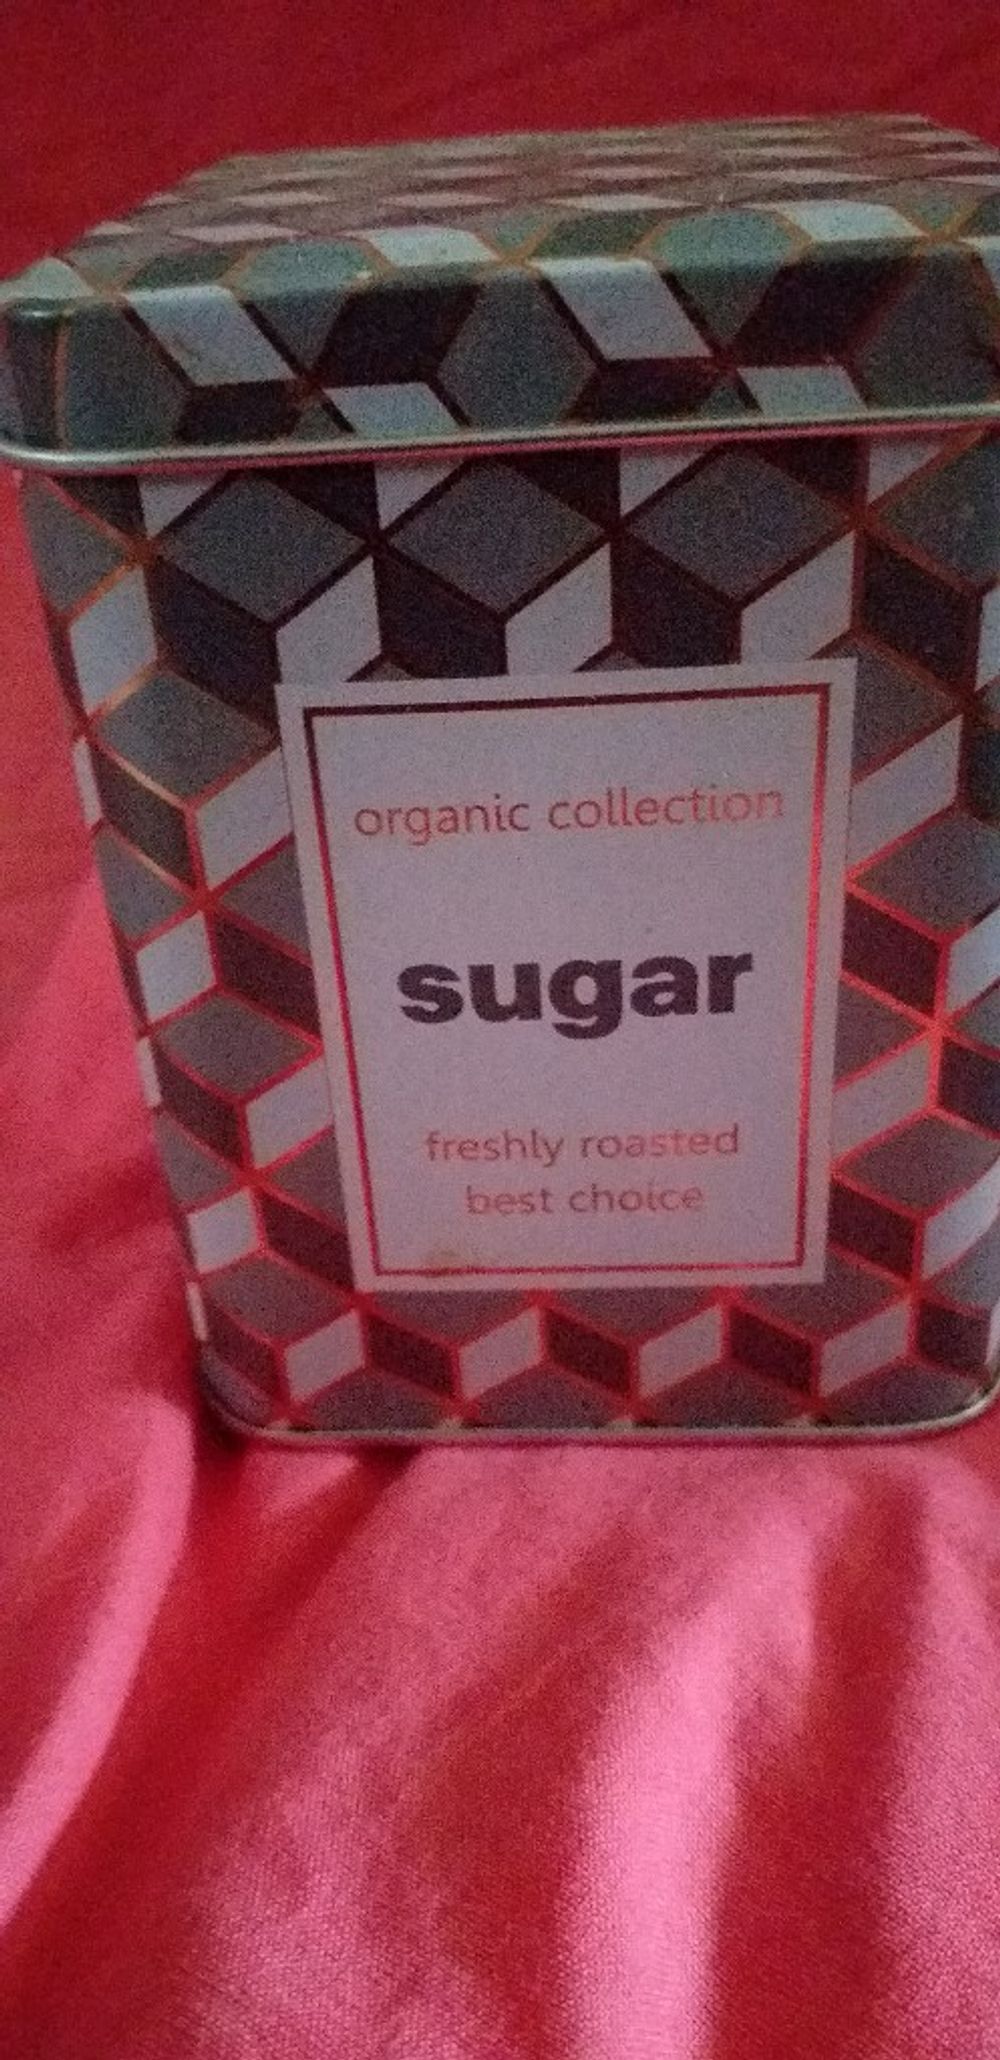 organic collection
sugar
freshly roasted
best choice